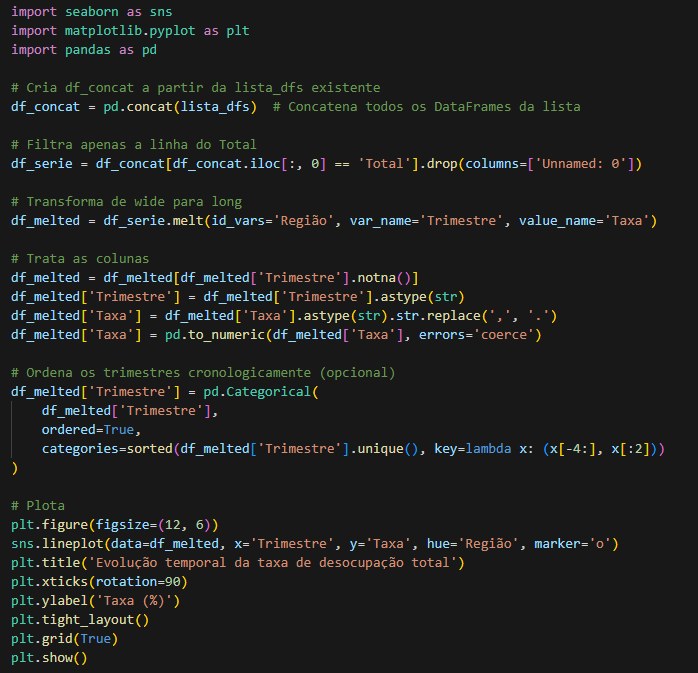 import seaborn as sns
import matplotlib.pyplot as plt
import pandas as pd
# Cria df_concat a partir da lista_dfs existente
df_concat = pd.concat(lista_dfs)  # Concatena todos os DataFrames da lista
# Filtra apenas a linha do Total
df_serie = df_concat[df_concat.iloc[:, 0] == 'Total'].drop(columns=['Unnamed: 0'])
# Transforma de wide para long
df_melted = df_serie.melt(id_vars='Região', var_name='Trimestre', value_name='Taxa')
# Trata as colunas
df_melted = df_melted[df_melted['Trimestre'].notna()]
df_melted['Trimestre'] = df_melted['Trimestre'].astype(str)
df_melted['Taxa'] = df_melted['Taxa'].astype(str).str.replace(',', '.')
df_melted['Taxa'] = pd.to_numeric(df_melted['Taxa'], errors='coerce')
# Ordena os trimestres cronologicamente (opcional)
df_melted['Trimestre'] = pd.Categorical(
    df_melted['Trimestre'],
    ordered=True,
    categories=sorted(df_melted['Trimestre'].unique(), key=lambda x: (x[-4:], x[:2]))
)
# Plota
plt.figure(figsize=(12, 6))
sns.lineplot(data=df_melted, x='Trimestre', y='Taxa', hue='Região', marker='o')
plt.title('Evolução temporal da taxa de desocupação total')
plt.xticks(rotation=90)
plt.ylabel('Taxa (%)')
plt.tight_layout()
plt.grid(True)
plt.show()